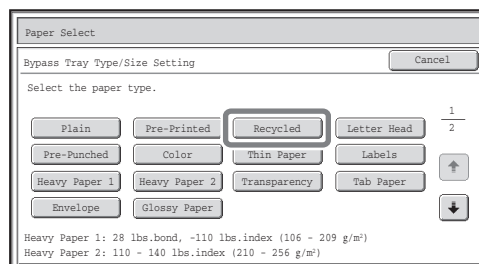 Paper Select
Bypass Tray Type/Size Setting Cancel
Select the paper type.
1
Plain Pre-Printed Recycled Letter Head 2
Pre-Punched Color Thin Paper Labels
Heavy Paper 1 Heavy Paper 2 Transparency Tab Paper
Envelope Glossy Paper
Heavy Paper 1: 28 lbs.bond, -110 lbs.index (106 - 209 g/m²)
Heavy Paper 2: 110 - 140 lbs.index (210 - 256 g/m²)